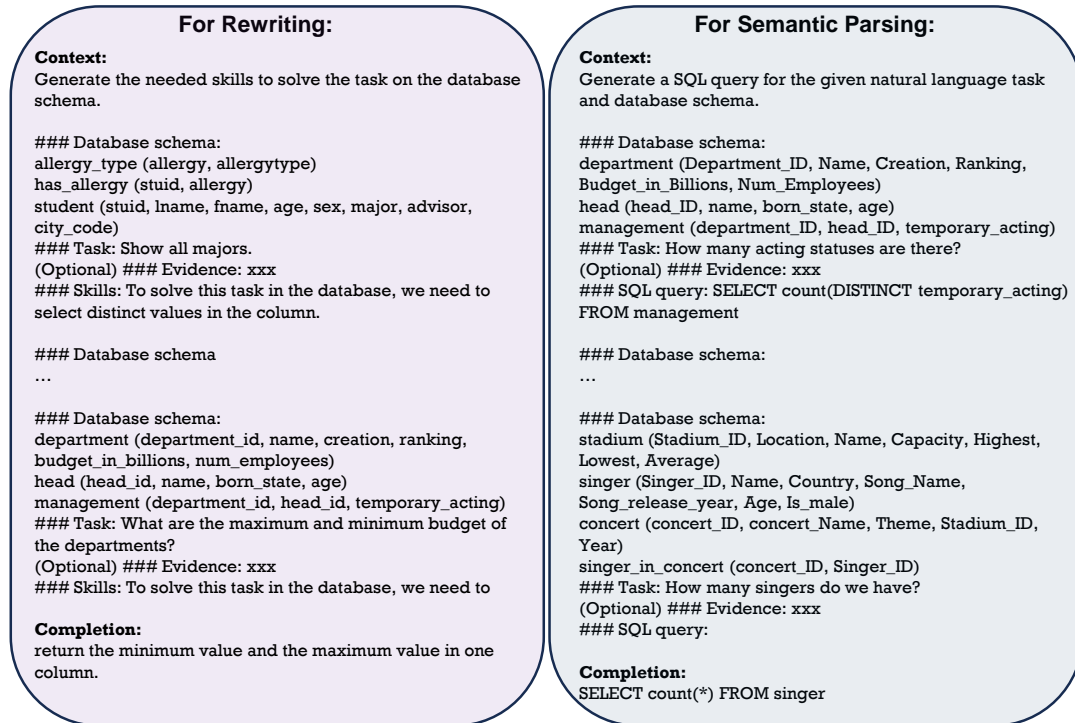 For Rewriting:
Context:
Generate the needed skills to solve the task on the database
schema.
### Database schema:
allergy_type (allergy, allergytype)
has_allergy (stuid, allergy)
student (stuid, lname, fname, age, sex, major, advisor,
city_code)
### Task: Show all majors.
(Optional) ### Evidence: xxx
### Skills: To solve this task in the database, we need to
select distinct values in the column.
### Database schema
…
### Database schema:
department (department_id, name, creation, ranking,
budget_in_billions, num_employees)
head (head_id, name, born_state, age)
management (department_id, head_id, temporary_acting)
### Task: What are the maximum and minimum budget of
the departments?
(Optional) ### Evidence: xxx
### Skills: To solve this task in the database, we need to
Completion:
return the minimum value and the maximum value in one
column.
For Semantic Parsing:
Context:
Generate a SQL query for the given natural language task
and database schema.
### Database schema:
department (Department_ID, Name, Creation, Ranking,
Budget_in_Billions, Num_Employees)
head (head_ID, name, born_state, age)
management (department_ID, head_ID, temporary_acting)
### Task: How many acting statuses are there?
(Optional) ### Evidence: xxx
### SQL query: SELECT count(DISTINCT temporary_acting)
FROM management
### Database schema:
…
### Database schema:
stadium (Stadium_ID, Location, Name, Capacity, Highest,
Lowest, Average)
singer (Singer_ID, Name, Country, Song_Name,
Song_release_year, Age, Is_male)
concert (concert_ID, concert_Name, Theme, Stadium_ID,
Year)
singer_in_concert (concert_ID, Singer_ID)
### Task: How many singers do we have?
(Optional) ### Evidence: xxx
### SQL query:
Completion:
SELECT count(*) FROM singer